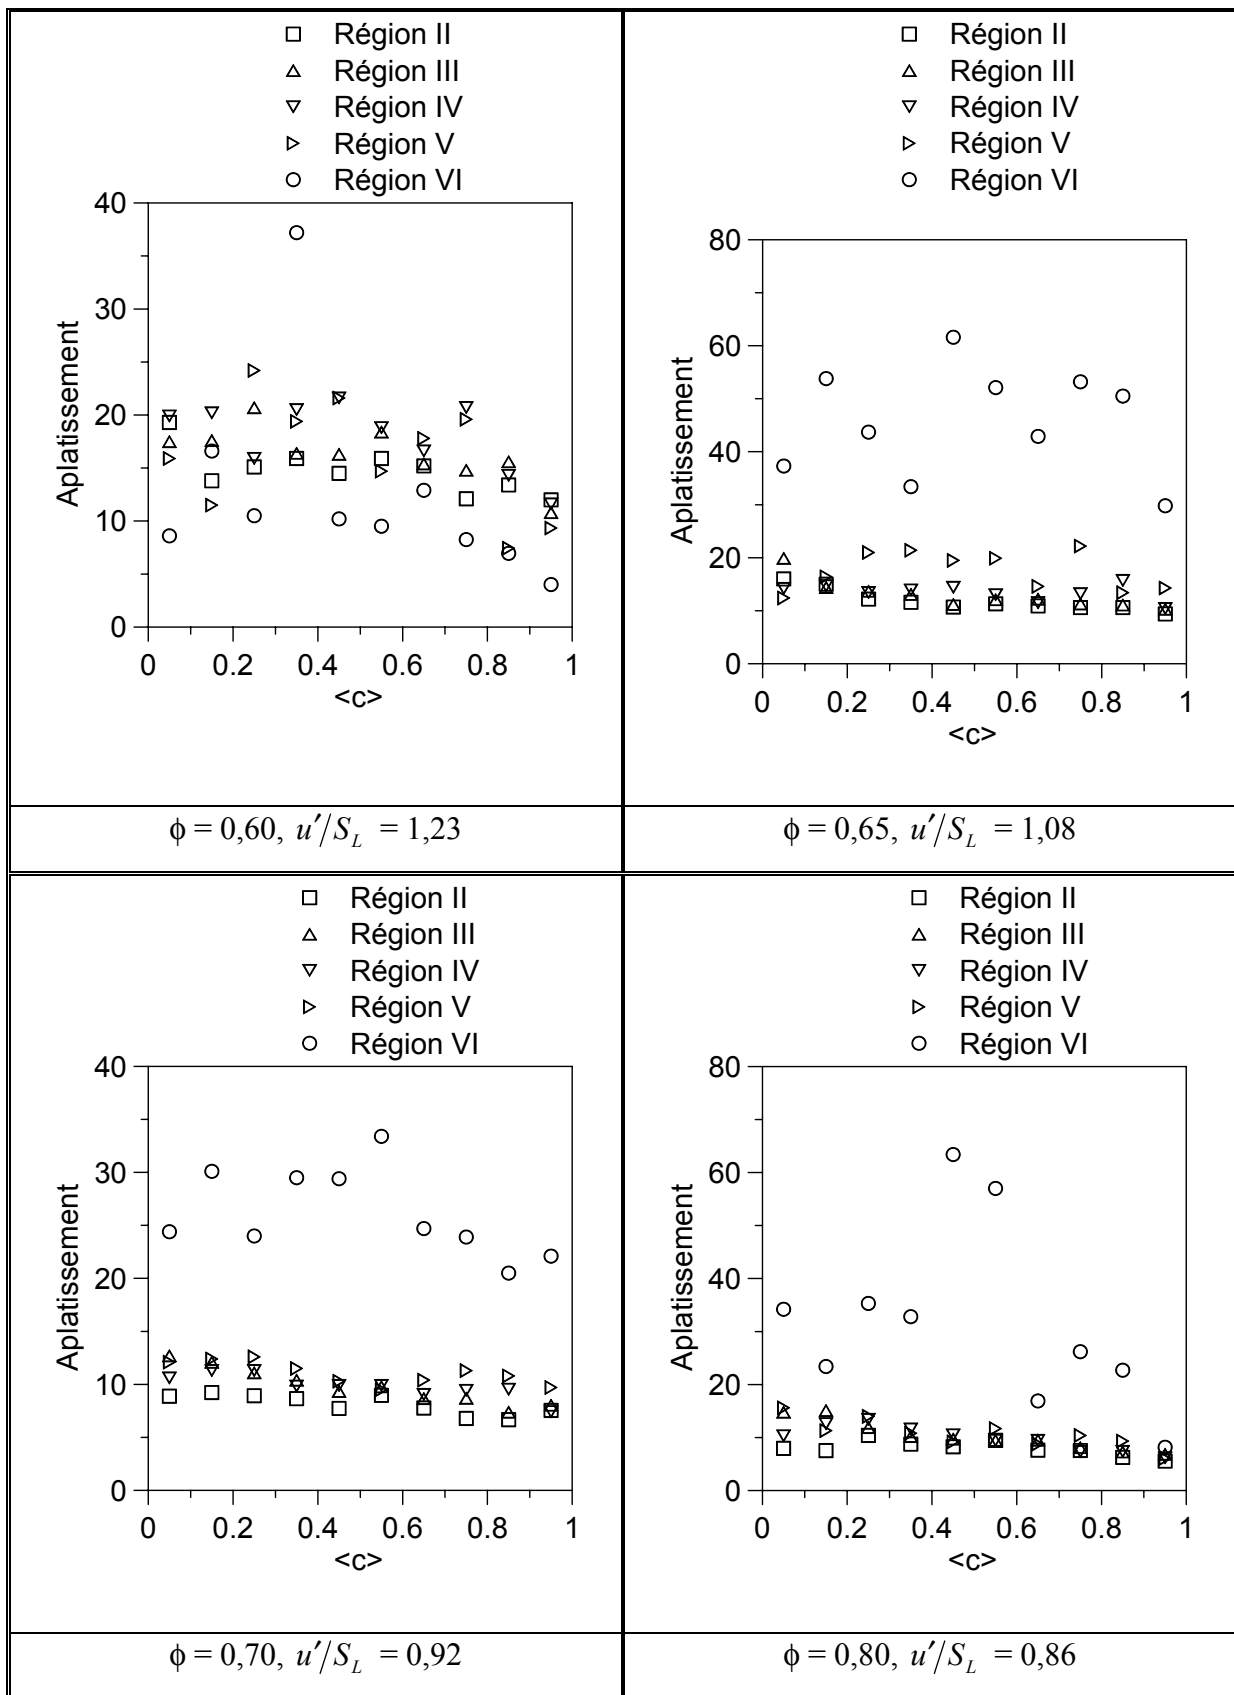 Région II
Région III
Région IV
Région V
Région VI
40
30
20
10
0
Aplatissement
0 0.2 0.4 0.6 0.8 1
<c>
ϕ = 0,60, u′/S_L = 1,23
Région II
Région III
Région IV
Région V
Région VI
80
60
40
20
0
Aplatissement
0 0.2 0.4 0.6 0.8 1
<c>
ϕ = 0,65, u′/S_L = 1,08
Région II
Région III
Région IV
Région V
Région VI
40
30
20
10
0
Aplatissement
0 0.2 0.4 0.6 0.8 1
<c>
ϕ = 0,70, u′/S_L = 0,92
Région II
Région III
Région IV
Région V
Région VI
80
60
40
20
0
Aplatissement
0 0.2 0.4 0.6 0.8 1
<c>
ϕ = 0,80, u′/S_L = 0,86